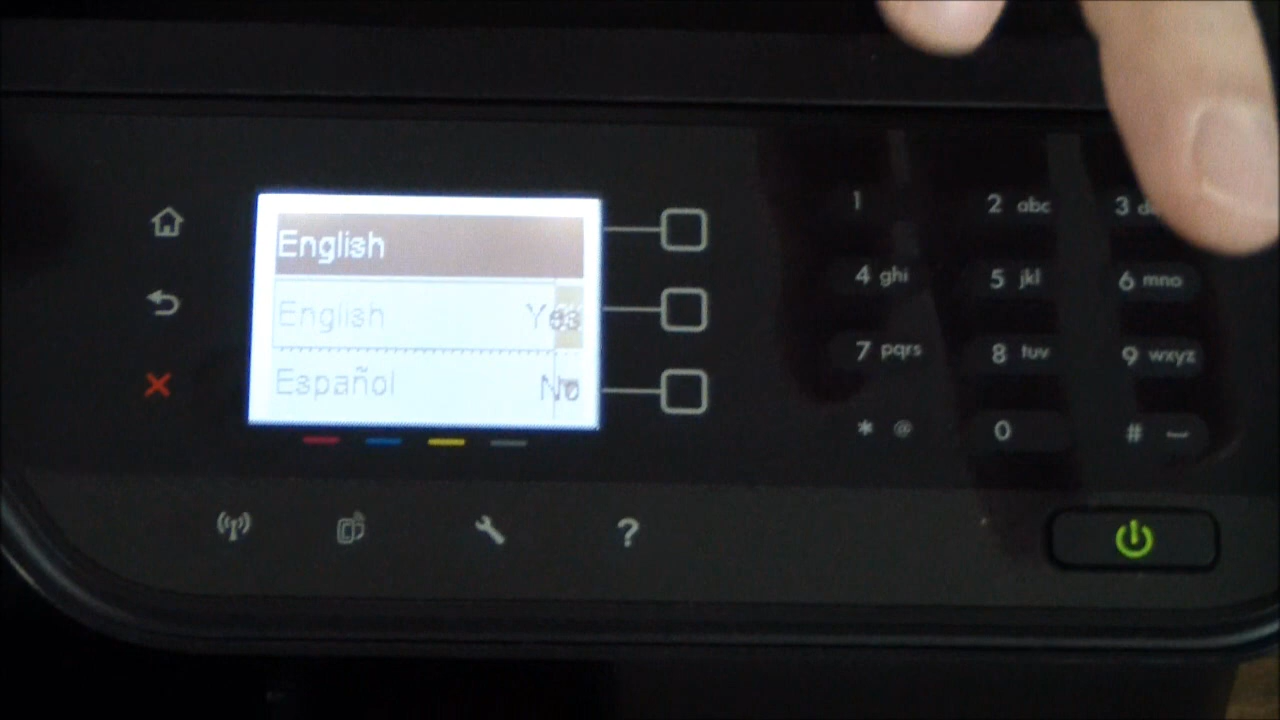 English
English Yes
Español No
1 2 abc 3
4 ghi 5 jkl 6 mno
7 pqrs 8 tuv 9 wxyz
* @ 0 #
?